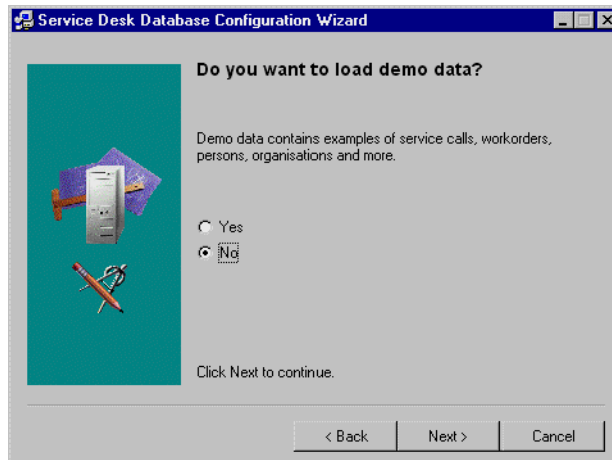 Service Desk Database Configuration Wizard
Do you want to load demo data?
Demo data contains examples of service calls, workorders,
persons, organisations and more.
Yes
No
Click Next to continue.
< Back
Next >
Cancel